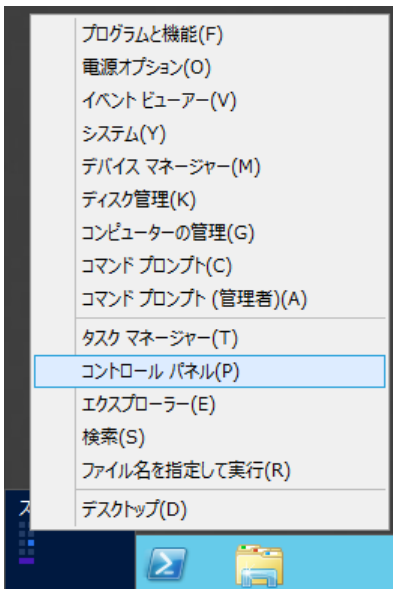 プログラムと機能(F)
電源オプション(O)
イベント ビューアー(V)
システム(Y)
デバイス マネージャー(M)
ディスク管理(K)
コンピューターの管理(G)
コマンド プロンプト(C)
コマンド プロンプト (管理者)(A)
タスク マネージャー(T)
コントロール パネル(P)
エクスプローラー(E)
検索(S)
ファイル名を指定して実行(R)
デスクトップ(D)
ス